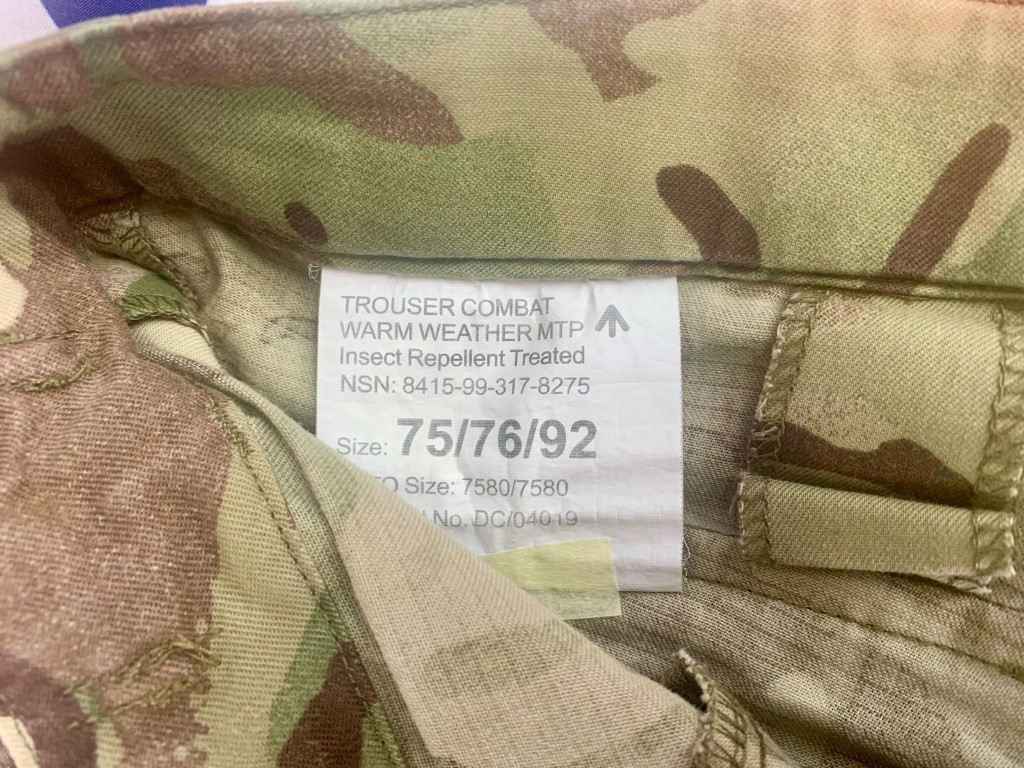 TROUSER COMBAT
WARM WEATHER MTP
Insect Repellent Treated
NSN: 8415-99-317-8275
Size: 75/76/92
Size: 7580/7580
No. DC/04019